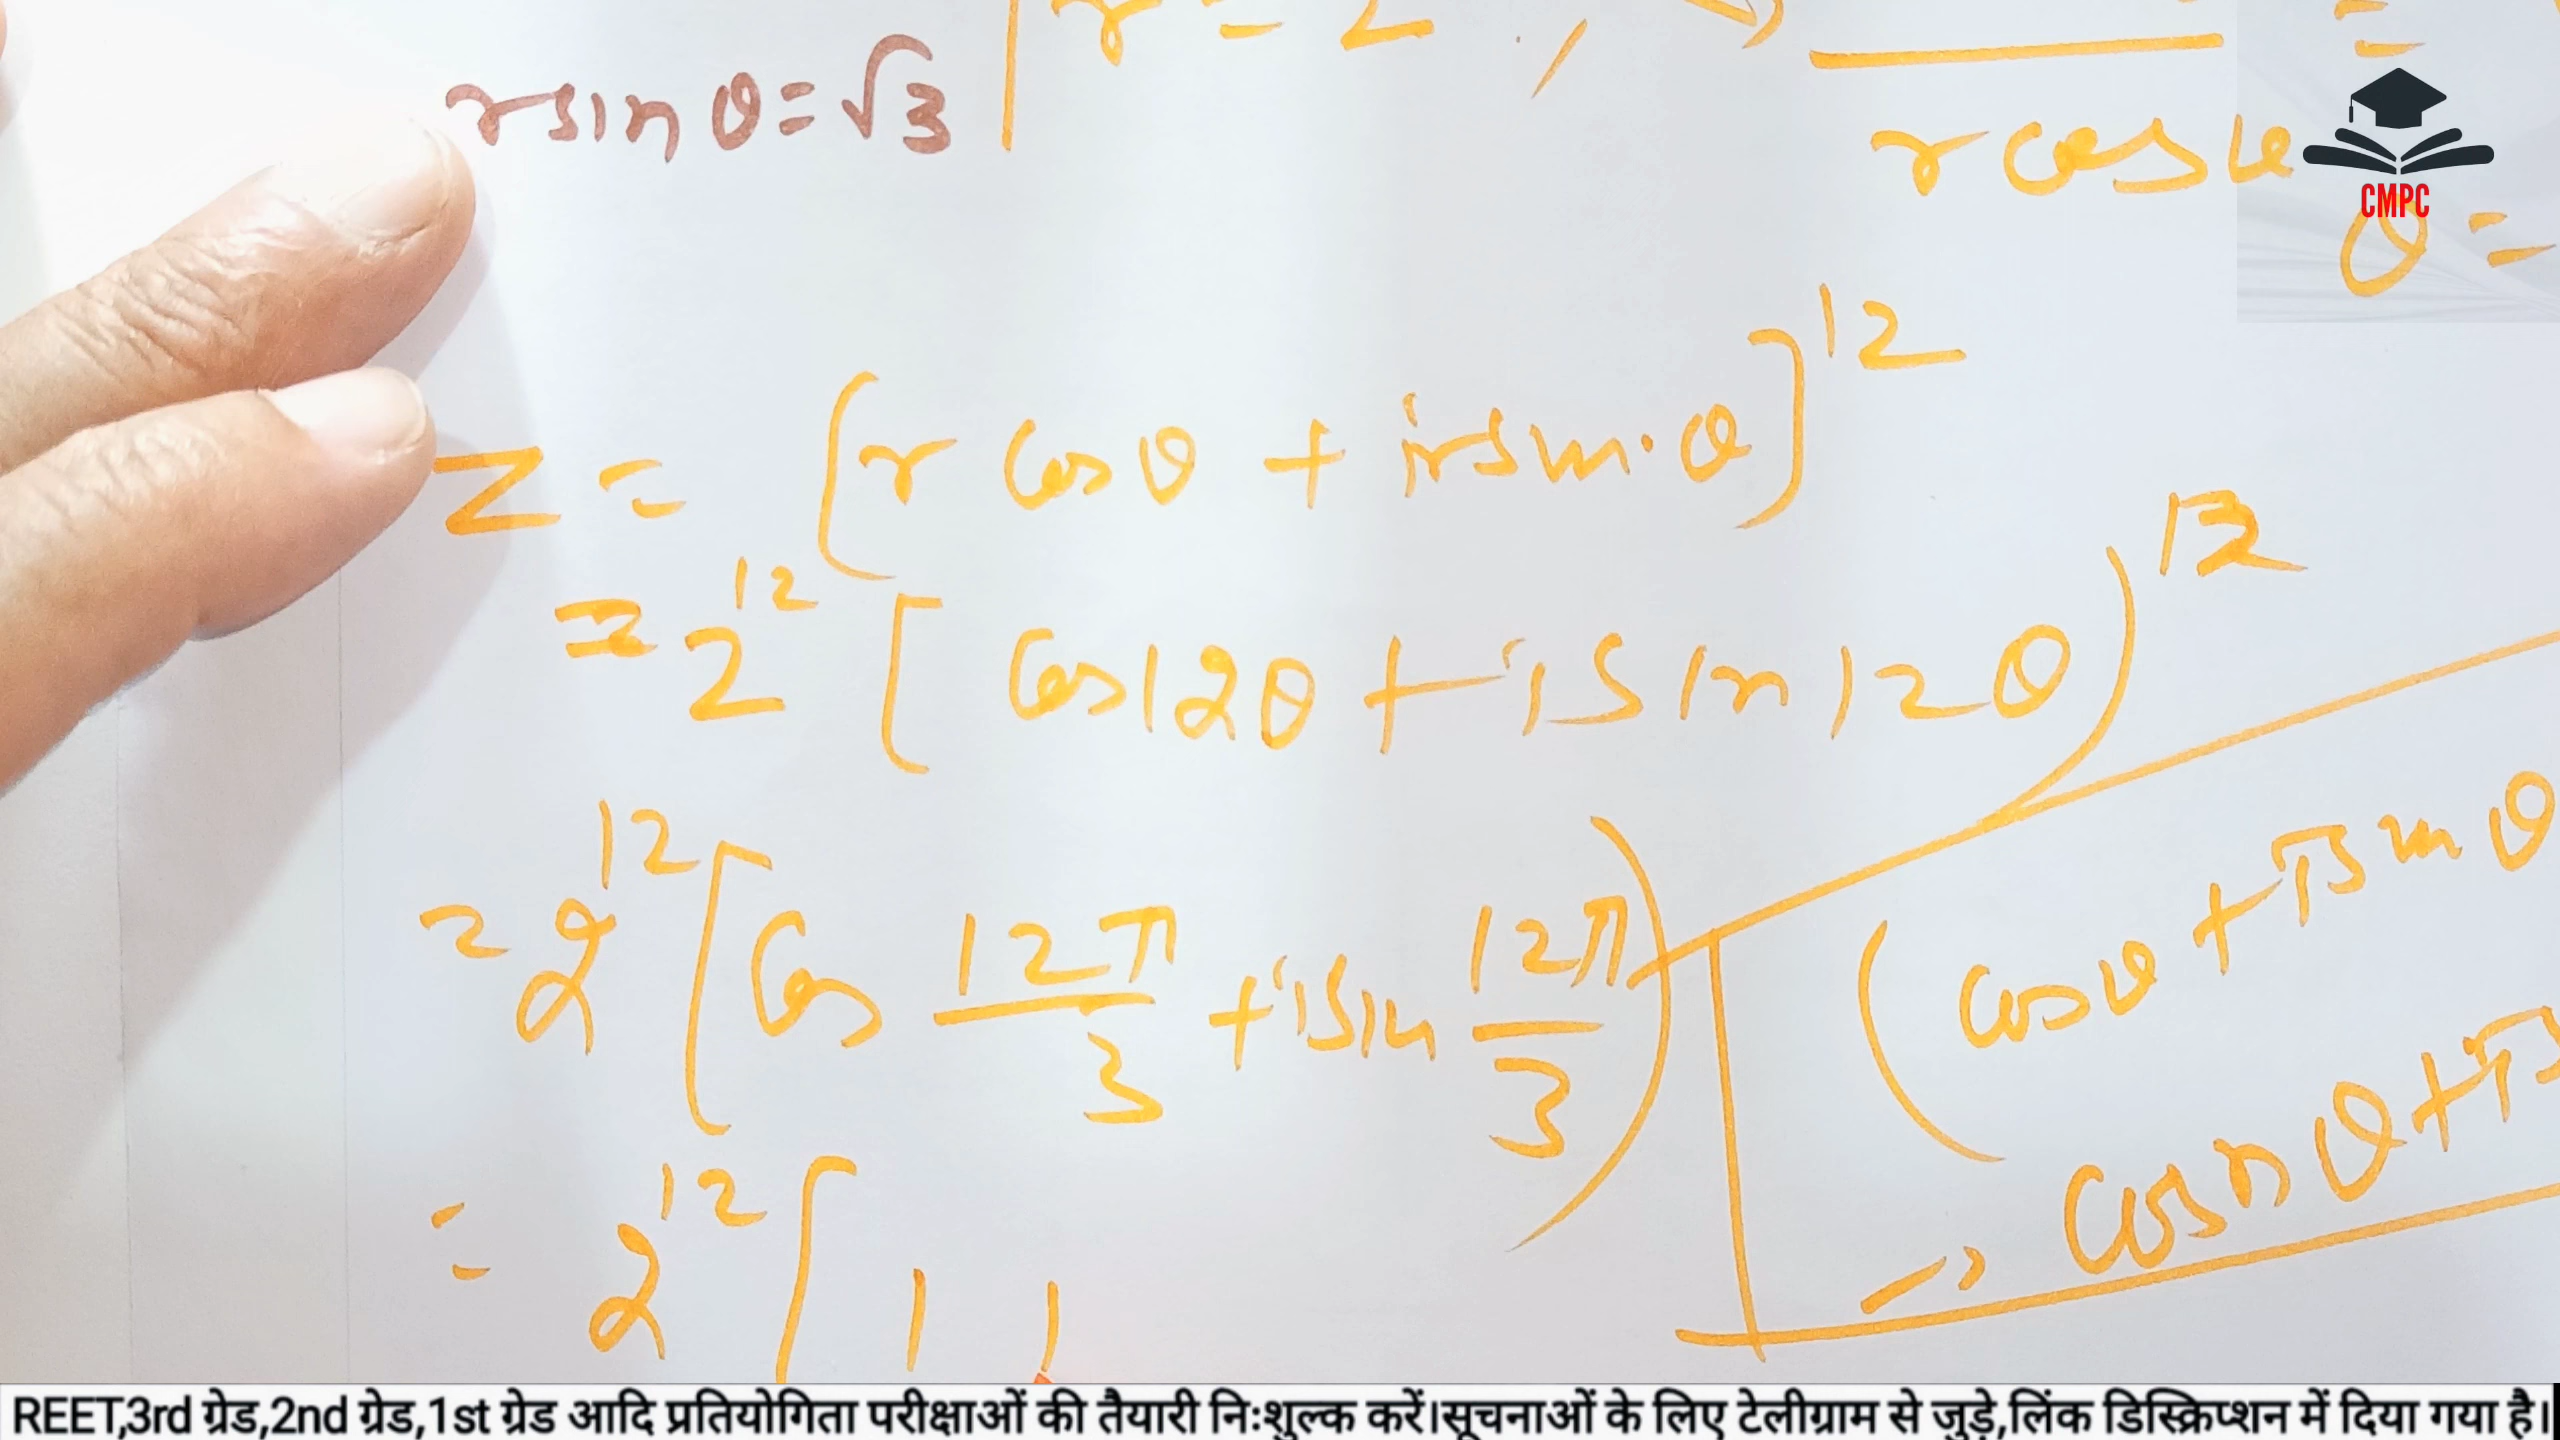 r = 2 ,
r sin θ = √3
r cos θ
CMPC
θ =
Z = (r cos θ + i r sin θ)^12
= 2^12 [ cos 12θ + i sin 12θ )^12
= 2^12 [ cos 12π/3 + i sin 12π/3 )
(cos θ + i sin θ
→ cos n θ + i s
= 2^12 [ 1
REET,3rd ग्रेड,2nd ग्रेड,1st ग्रेड आदि प्रतियोगिता परीक्षाओं की तैयारी निःशुल्क करें।सूचनाओं के लिए टेलीग्राम से जुड़े,लिंक डिस्क्रिप्शन में दिया गया है।